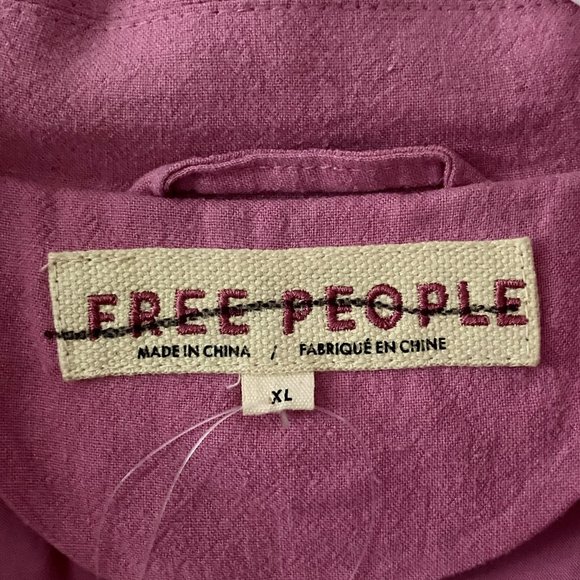 FREE PEOPLE
MADE IN CHINA / FABRIQUÉ EN CHINE
XL